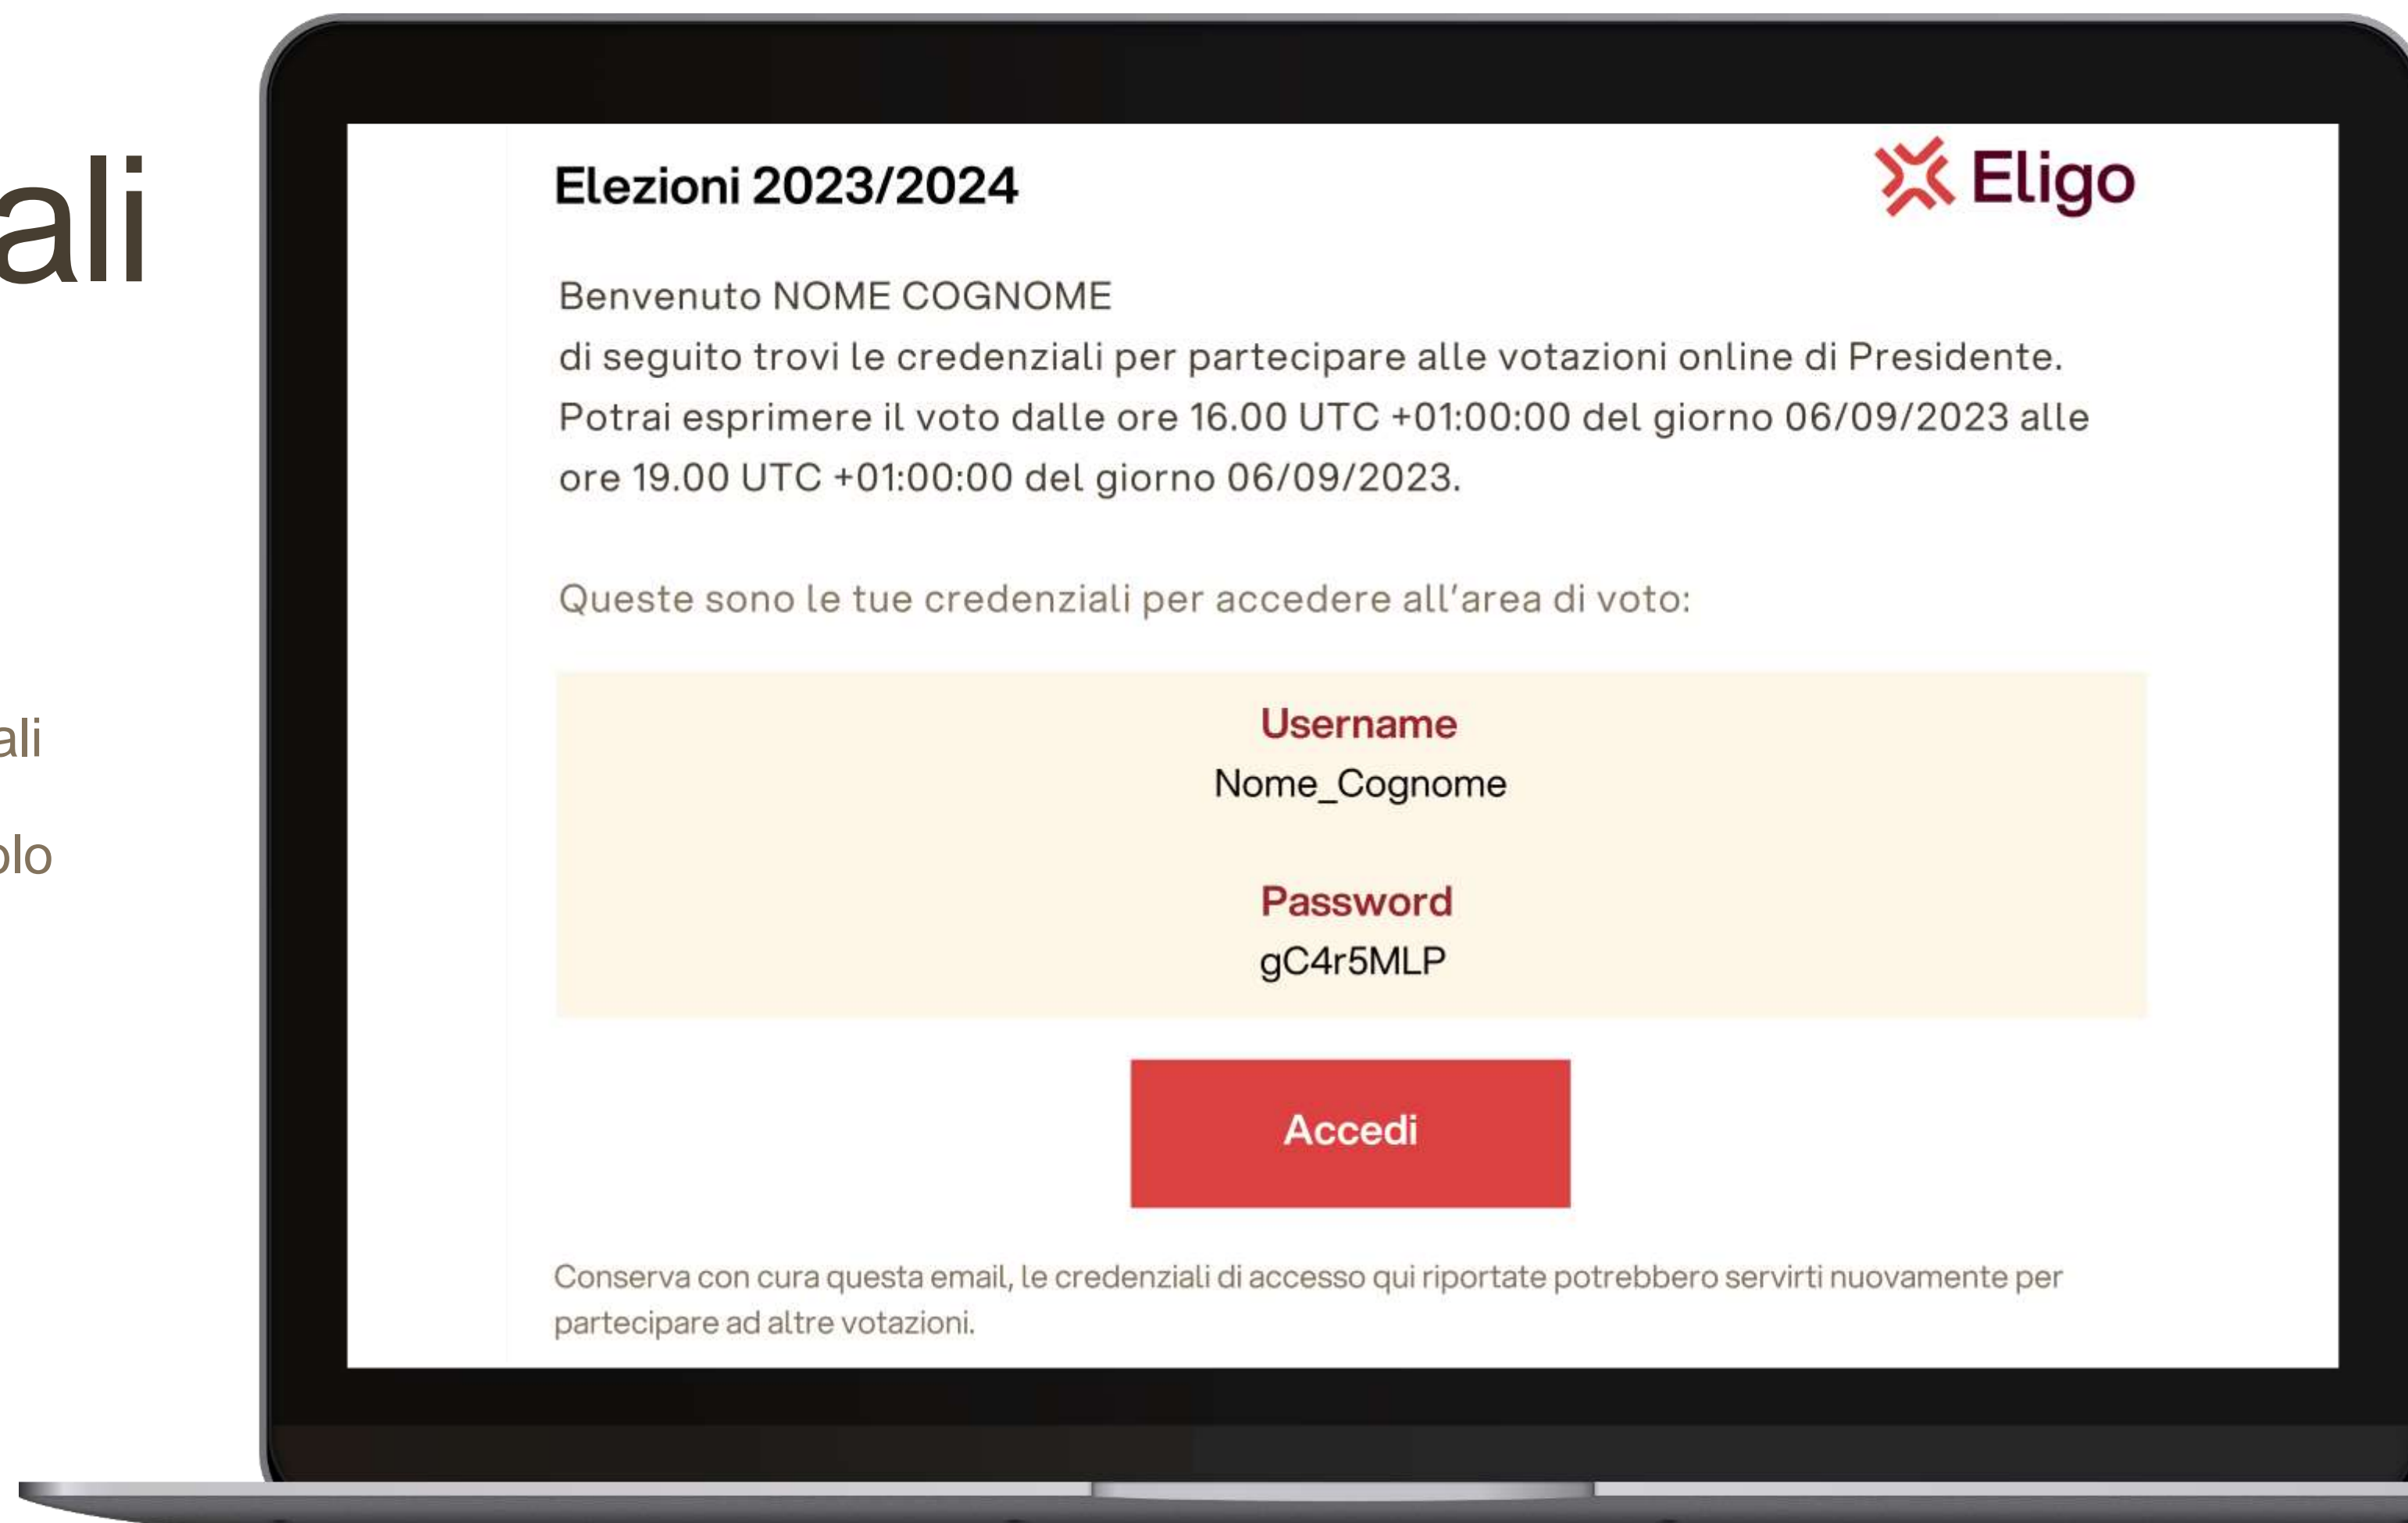 Elezioni 2023/2024
Eligo
Benvenuto NOME COGNOME
di seguito trovi le credenziali per partecipare alle votazioni online di Presidente.
Potrai esprimere il voto dalle ore 16.00 UTC +01:00:00 del giorno 06/09/2023 alle
ore 19.00 UTC +01:00:00 del giorno 06/09/2023.
Queste sono le tue credenziali per accedere all'area di voto:
Username
Nome_Cognome
Password
gC4r5MLP
Accedi
Conserva con cura questa email, le credenziali di accesso qui riportate potrebbero servirti nuovamente per
partecipare ad altre votazioni.